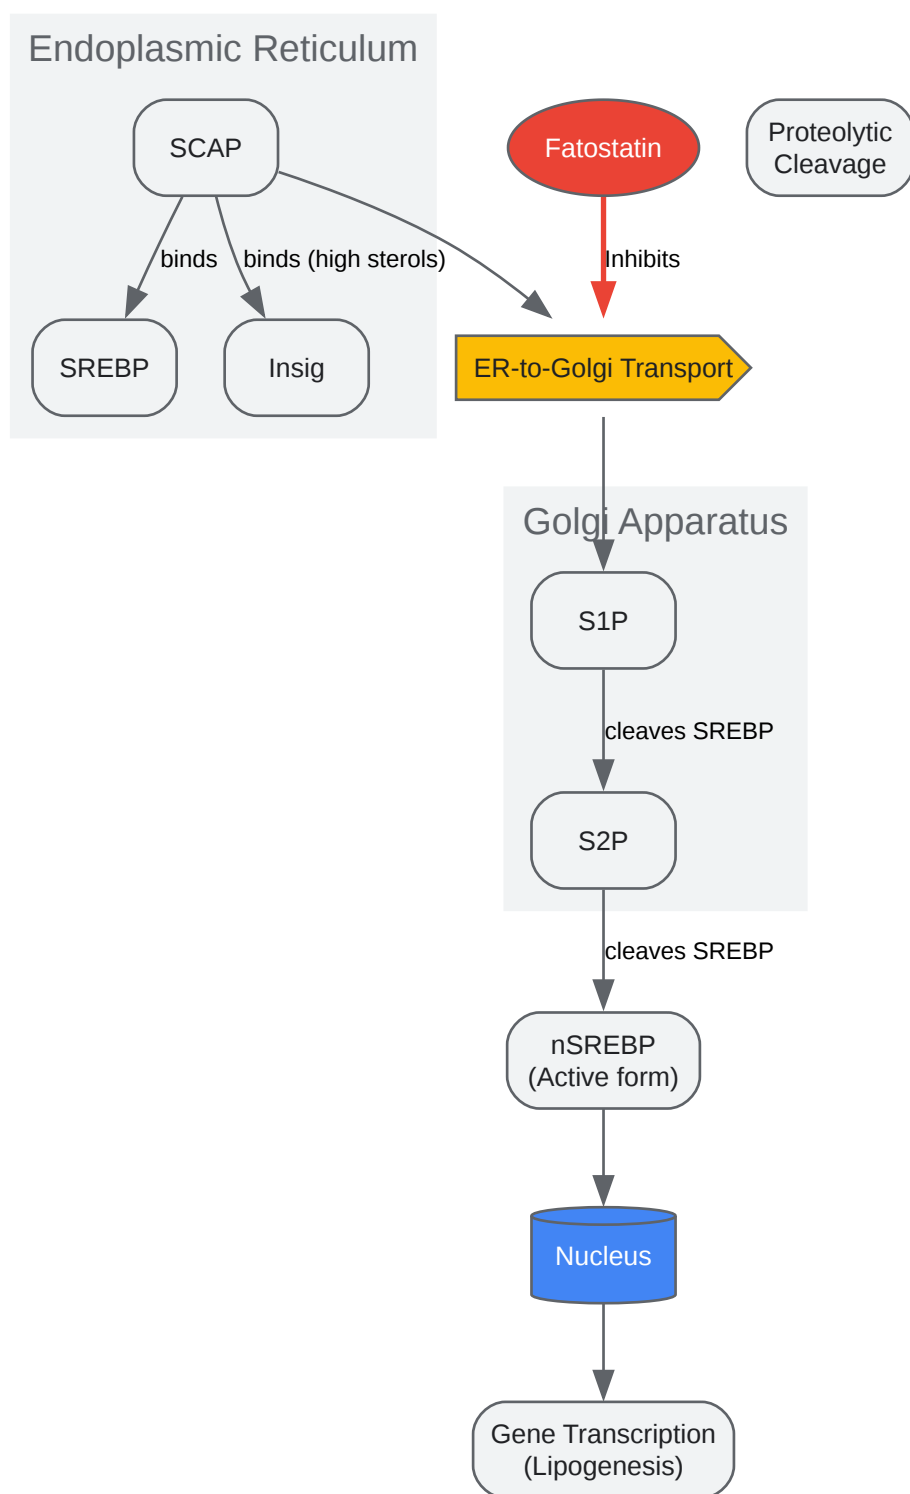 Endoplasmic Reticulum
SCAP
Fatostatin
Proteolytic
Cleavage
binds
binds (high sterols)
Inhibits
SREBP
Insig
ER-to-Golgi Transport
Golgi Apparatus
S1P
cleaves SREBP
S2P
cleaves SREBP
nSREBP
(Active form)
Nucleus
Gene Transcription
(Lipogenesis)